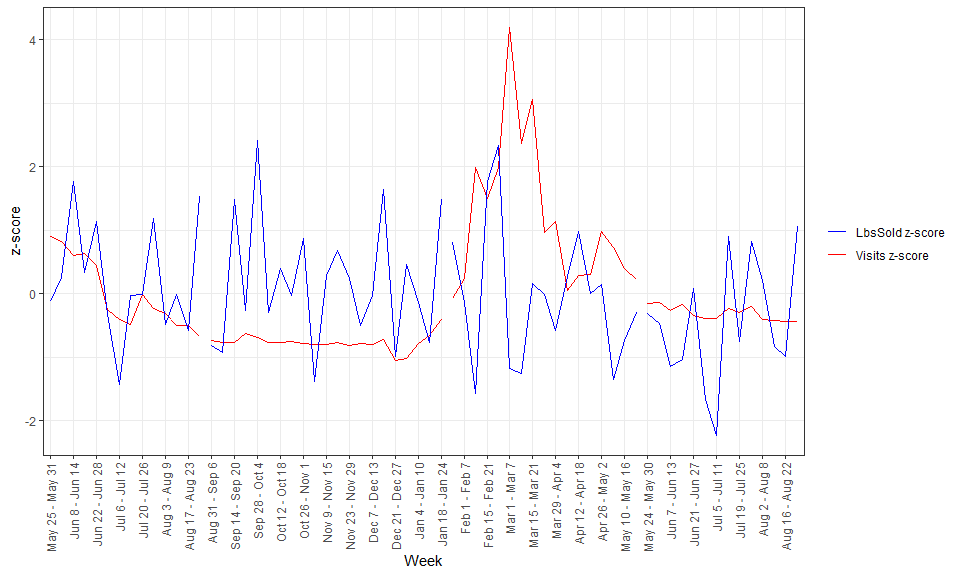 4
2
0
-2
z-score
May 25 - May 31
Jun 8 - Jun 14
Jun 22 - Jun 28
Jul 6 - Jul 12
Jul 20 - Jul 26
Aug 3 - Aug 9
Aug 17 - Aug 23
Aug 31 - Sep 6
Sep 14 - Sep 20
Sep 28 - Oct 4
Oct 12 - Oct 18
Oct 26 - Nov 1
Nov 9 - Nov 15
Nov 23 - Nov 29
Dec 7 - Dec 13
Dec 21 - Dec 27
Jan 4 - Jan 10
Jan 18 - Jan 24
Feb 1 - Feb 7
Feb 15 - Feb 21
Mar 1 - Mar 7
Mar 15 - Mar 21
Mar 29 - Apr 4
Apr 12 - Apr 18
Apr 26 - May 2
May 10 - May 16
May 24 - May 30
Jun 7 - Jun 13
Jun 21 - Jun 27
Jul 5 - Jul 11
Jul 19 - Jul 25
Aug 2 - Aug 8
Aug 16 - Aug 22
Week
LbsSold z-score
Visits z-score